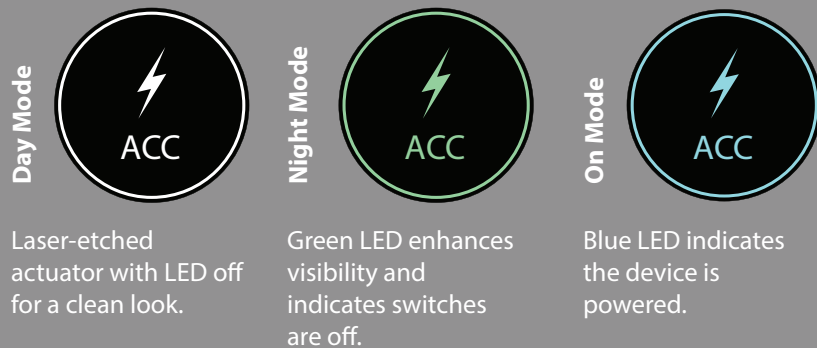 Day Mode
ACC
Laser-etched
actuator with LED off
for a clean look.
Night Mode
ACC
Green LED enhances
visibility and
indicates switches
are off.
On Mode
ACC
Blue LED indicates
the device is
powered.